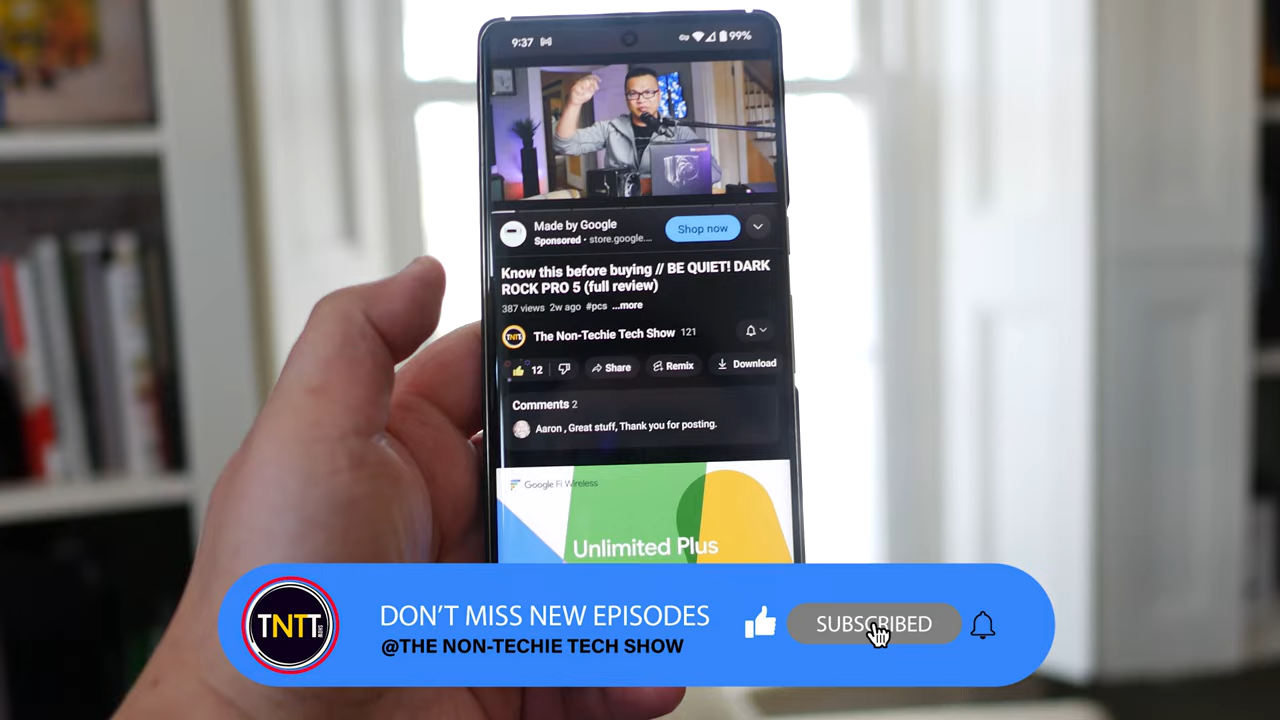 9:37
99%
Made by Google
Sponsored • store.google....
Shop now
Know this before buying // BE QUIET! DARK
ROCK PRO 5 (full review)
387 views 2w ago #pcs ...more
TNTT
The Non-Techie Tech Show 121
12
Share
Remix
Download
Comments 2
Aaron , Great stuff, Thank you for posting.
Google Fi Wireless
Unlimited Plus
TNTT
DON'T MISS NEW EPISODES
@THE NON-TECHIE TECH SHOW
SUBSCRIBED